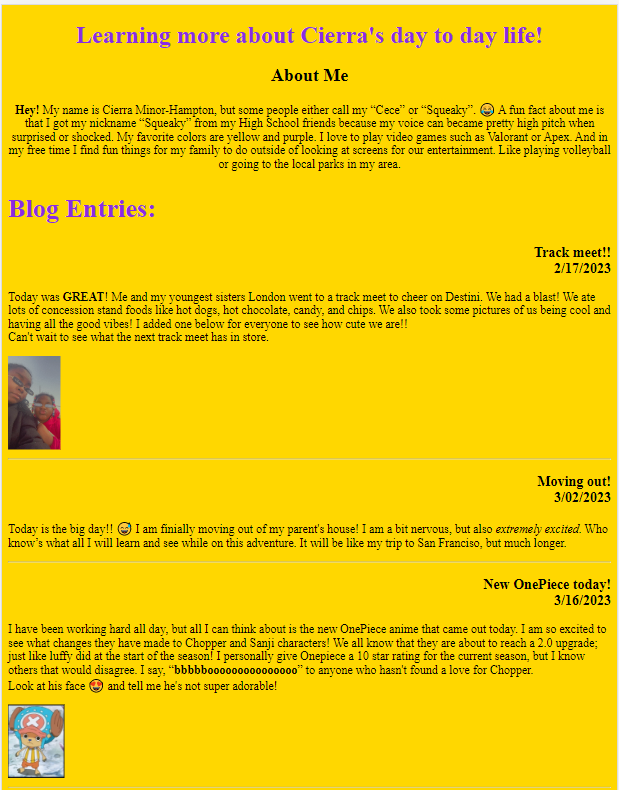 Learning more about Cierra's day to day life!
About Me
Hey! My name is Cierra Minor-Hampton, but some people either call my “Cece” or “Squeaky”. 😄 A fun fact about me is
that I got my nickname “Squeaky” from my High School friends because my voice can became pretty high pitch when
surprised or shocked. My favorite colors are yellow and purple. I love to play video games such as Valorant or Apex. And in
my free time I find fun things for my family to do outside of looking at screens for our entertainment. Like playing volleyball
or going to the local parks in my area.
Blog Entries:
Track meet!!
2/17/2023
Today was GREAT! Me and my youngest sisters London went to a track meet to cheer on Destini. We had a blast! We ate
lots of concession stand foods like hot dogs, hot chocolate, candy, and chips. We also took some pictures of us being cool and
having all the good vibes! I added one below for everyone to see how cute we are!!
Can't wait to see what the next track meet has in store.
Moving out!
3/02/2023
Today is the big day!! 😅 I am finially moving out of my parent's house! I am a bit nervous, but also extremely excited. Who
know’s what all I will learn and see while on this adventure. It will be like my trip to San Franciso, but much longer.
New OnePiece today!
3/16/2023
I have been working hard all day, but all I can think about is the new OnePiece anime that came out today. I am so excited to
see what changes they have made to Chopper and Sanji characters! We all know that they are about to reach a 2.0 upgrade;
just like luffy did at the start of the season! I personally give Onepiece a 10 star rating for the current season, but I know
others that would disagree. I say, “bbbbboooooooooooooo” to anyone who hasn't found a love for Chopper.
Look at his face 😍 and tell me he's not super adorable!